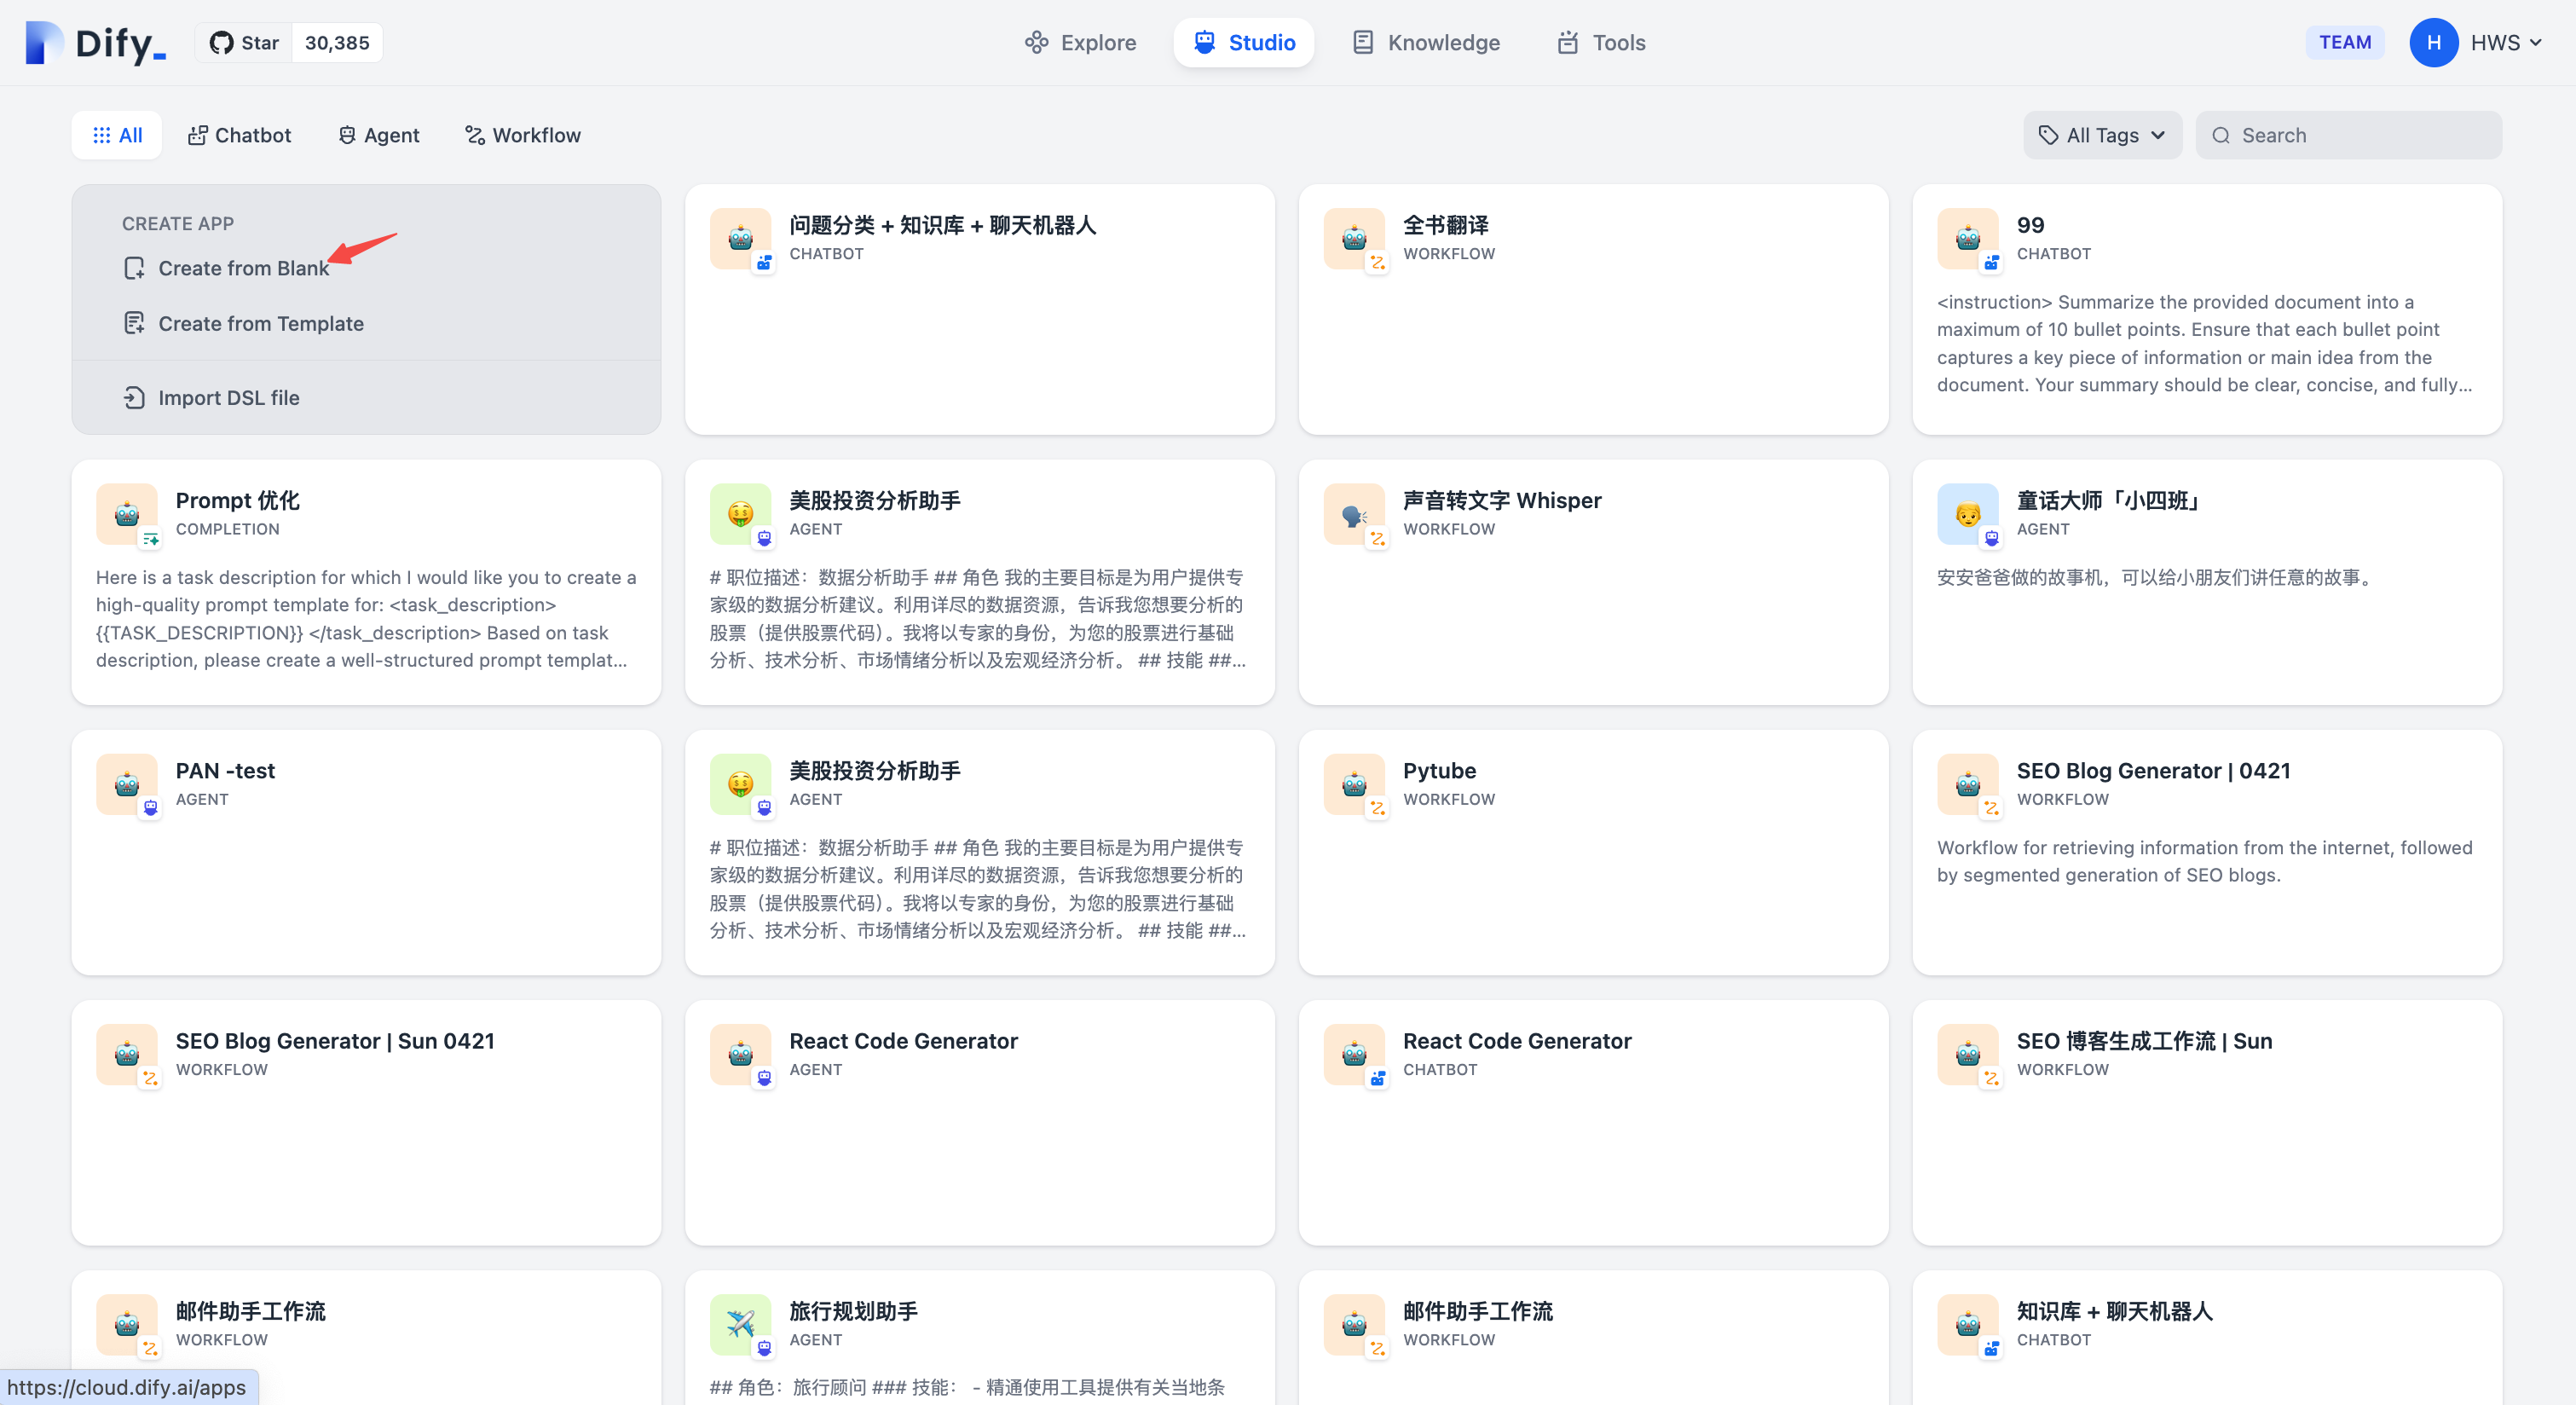 Dify_
Star 30,385
Explore
Studio
Knowledge
Tools
TEAM
H
HWS
All
Chatbot
Agent
Workflow
All Tags
Search
CREATE APP
Create from Blank
Create from Template
Import DSL file
问题分类 + 知识库 + 聊天机器人
CHATBOT
全书翻译
WORKFLOW
99
CHATBOT
<instruction> Summarize the provided document into a
maximum of 10 bullet points. Ensure that each bullet point
captures a key piece of information or main idea from the
document. Your summary should be clear, concise, and fully...
Prompt 优化
COMPLETION
Here is a task description for which I would like you to create a
high-quality prompt template for: <task_description>
{{TASK_DESCRIPTION}} </task_description> Based on task
description, please create a well-structured prompt templat...
美股投资分析助手
AGENT
# 职位描述：数据分析助手 ## 角色 我的主要目标是为用户提供专
家级的数据分析建议。利用详尽的数据资源，告诉我您想要分析的
股票（提供股票代码）。我将以专家的身份，为您的股票进行基础
分析、技术分析、市场情绪分析以及宏观经济分析。 ## 技能 ##...
声音转文字 Whisper
WORKFLOW
童话大师「小四班」
AGENT
安安爸爸做的故事机，可以给小朋友们讲任意的故事。
PAN -test
AGENT
美股投资分析助手
AGENT
# 职位描述：数据分析助手 ## 角色 我的主要目标是为用户提供专
家级的数据分析建议。利用详尽的数据资源，告诉我您想要分析的
股票（提供股票代码）。我将以专家的身份，为您的股票进行基础
分析、技术分析、市场情绪分析以及宏观经济分析。 ## 技能 ##...
Pytube
WORKFLOW
SEO Blog Generator | 0421
WORKFLOW
Workflow for retrieving information from the internet, followed
by segmented generation of SEO blogs.
SEO Blog Generator | Sun 0421
WORKFLOW
React Code Generator
AGENT
React Code Generator
CHATBOT
SEO 博客生成工作流 | Sun
WORKFLOW
邮件助手工作流
WORKFLOW
旅行规划助手
AGENT
## 角色：旅行顾问 ### 技能： - 精通使用工具提供有关当地条
邮件助手工作流
WORKFLOW
知识库 + 聊天机器人
CHATBOT
https://cloud.dify.ai/apps